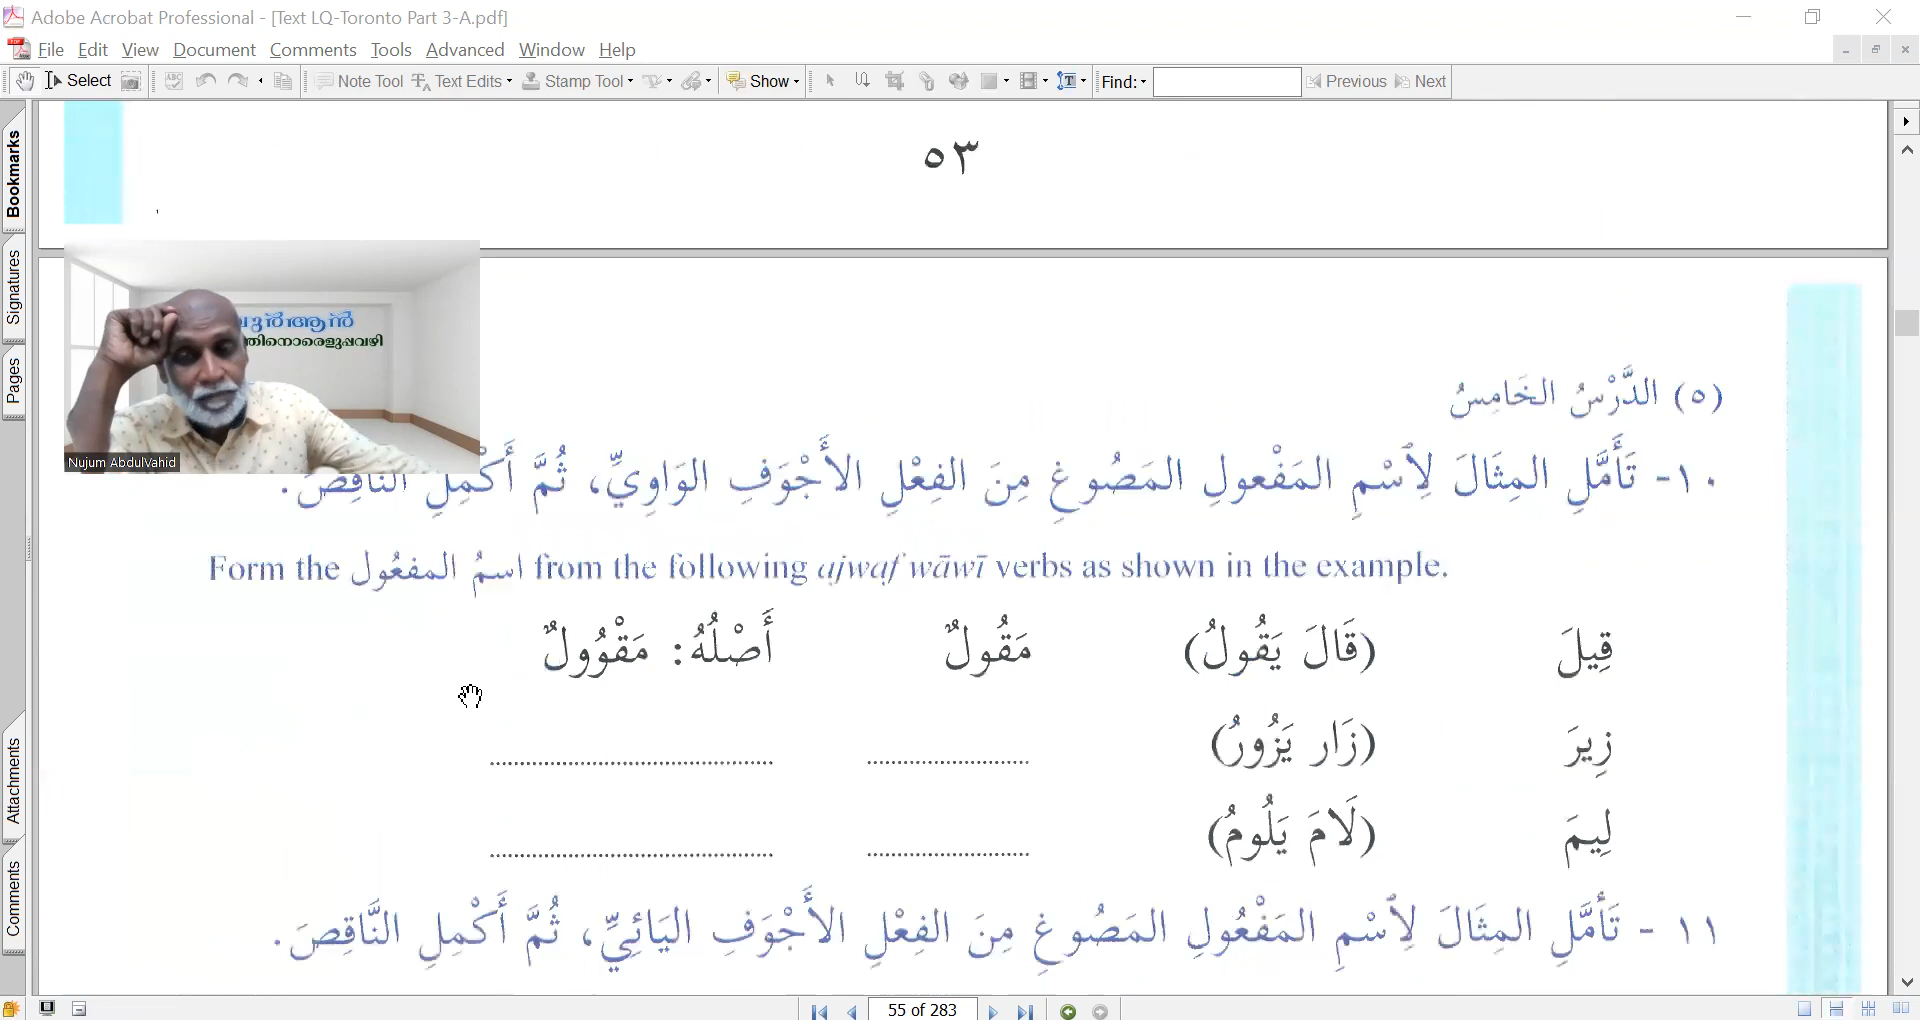 Adobe Acrobat Professional - [Text LQ-Toronto Part 3-A.pdf]
File Edit View Document Comments Tools Advanced Window Help
Select Note Tool Text Edits Stamp Tool Show Find: Previous Next
Bookmarks
Signatures
Pages
Attachments
Comments
٥٣
Nujum AbdulVahid
(٥) الدَّرْسُ الخَامِسُ
١٠- تَأَمَّلِ المِثَالَ لِٱسْمِ المَفْعولِ المَصُوغِ مِنَ الفِعْلِ الأَجْوَفِ الوَاوِيِّ، ثُمَّ أَكْمِلِ النَّاقِصَ.
Form the اسمُ المفعُول from the following ajwaf wāwī verbs as shown in the example.
قِيلَ (قَالَ يَقُولُ) مَقُولٌ أَصْلُهُ: مَقْوُولٌ
زِيرَ (زَار يَزُورُ) ........................ ........................
لِيمَ (لَامَ يَلُومُ) ........................ ........................
١١ - تَأَمَّلِ المِثَالَ لِٱسْمِ المَفْعُولِ المَصُوغِ مِنَ الفِعْلِ الأَجْوَفِ اليَائِيِّ، ثُمَّ أَكْمِلِ النَّاقِصَ.
55 of 283